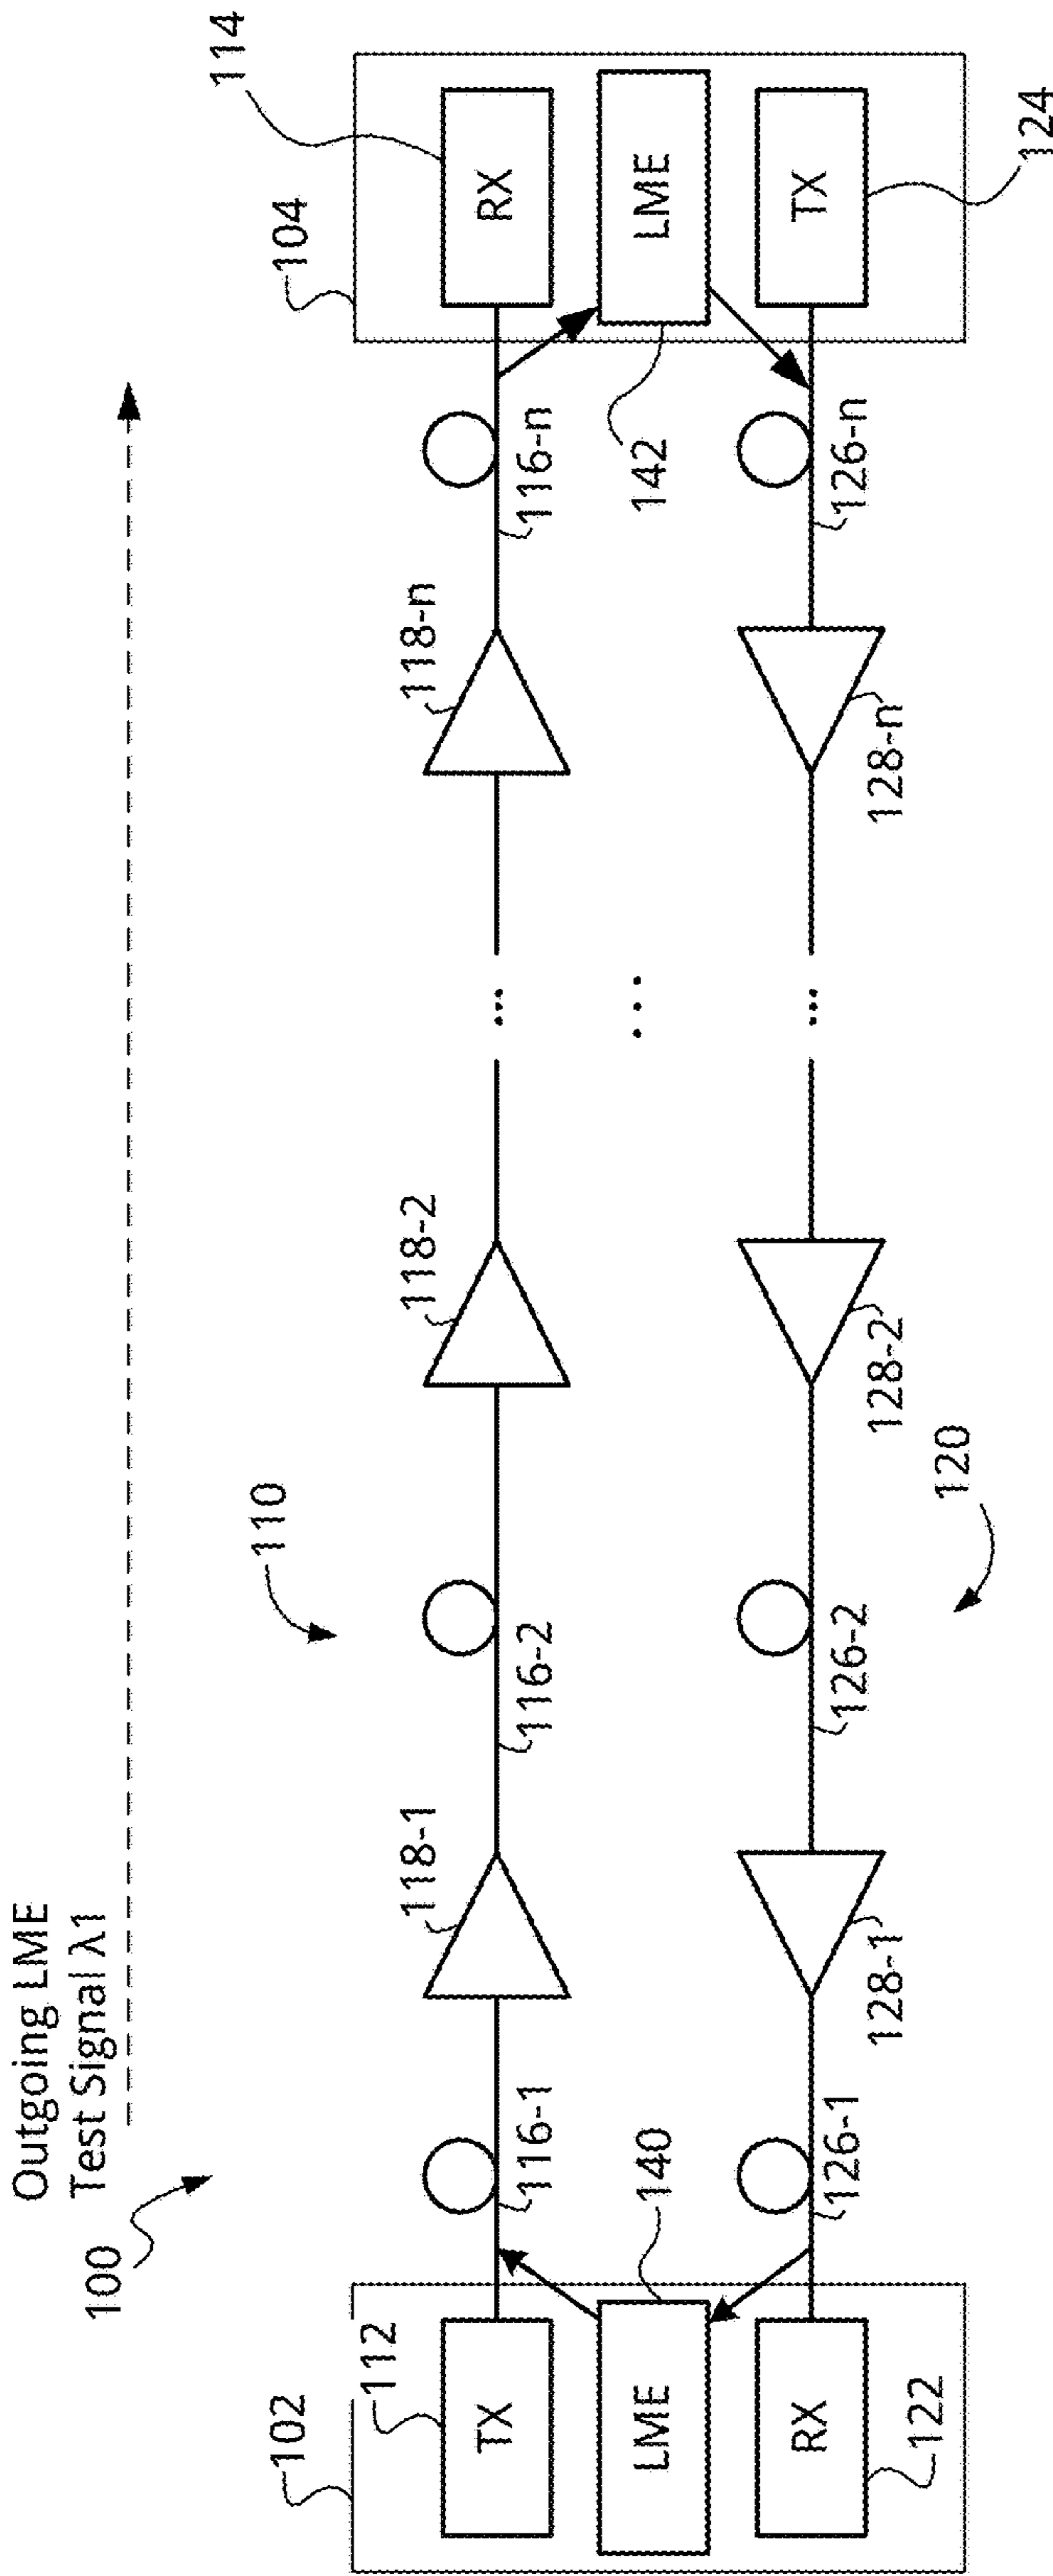 Outgoing LME
Test Signal λ1
100
110
102
112
TX
116-1
118-1
116-2
118-2
...
118-n
116-n
104
114
RX
LME
140
...
LME
142
RX
122
126-1
128-1
126-2
128-2
120
...
128-n
126-n
TX
124